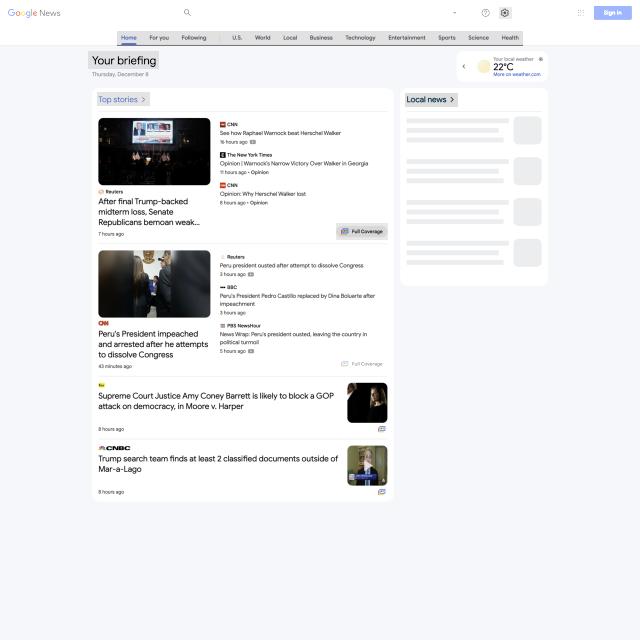 Google News
Sign in
Home For you Following U.S. World Local Business Technology Entertainment Sports Science Health
Your briefing
Thursday, December 8
Your local weather
22°C
More on weather.com
Top stories
Reuters
After final Trump-backed
midterm loss, Senate
Republicans bemoan weak...
7 hours ago
CNN
See how Raphael Warnock beat Herschel Walker
16 hours ago
The New York Times
Opinion | Warnock's Narrow Victory Over Walker in Georgia
11 hours ago • Opinion
CNN
Opinion: Why Herschel Walker lost
8 hours ago • Opinion
Full Coverage
CNN
Peru's President impeached
and arrested after he attempts
to dissolve Congress
43 minutes ago
Reuters
Peru president ousted after attempt to dissolve Congress
3 hours ago
BBC
Peru's President Pedro Castillo replaced by Dina Boluarte after
impeachment
3 hours ago
PBS NewsHour
News Wrap: Peru's president ousted, leaving the country in
political turmoil
5 hours ago
Full Coverage
Supreme Court Justice Amy Coney Barrett is likely to block a GOP
attack on democracy, in Moore v. Harper
8 hours ago
CNBC
Trump search team finds at least 2 classified documents outside of
Mar-a-Lago
8 hours ago
Local news